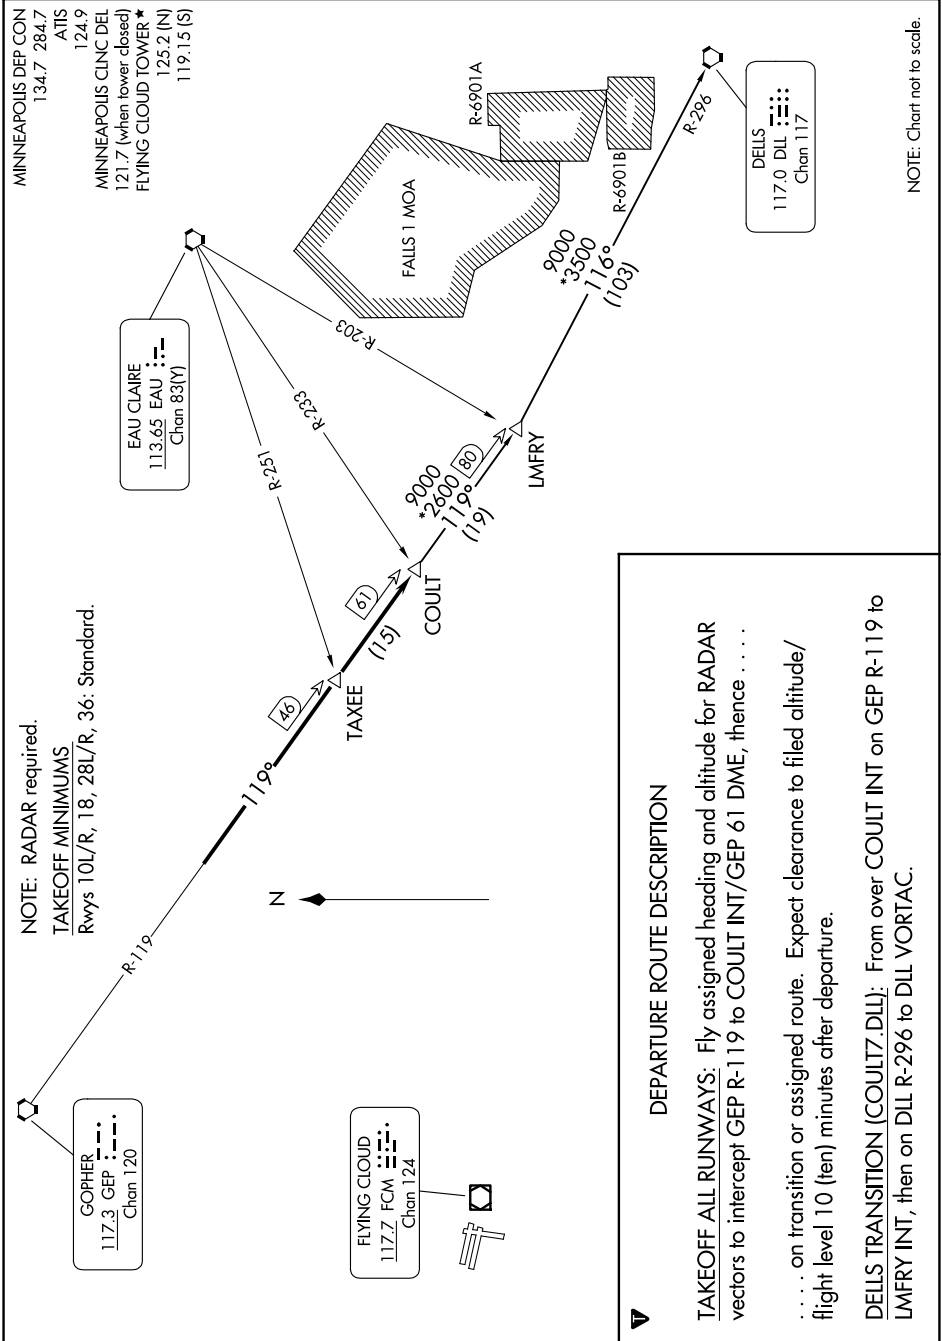 MINNEAPOLIS DEP CON
134.7 284.7
ATIS
124.9
MINNEAPOLIS CLNC DEL
121.7 (when tower closed)
FLYING CLOUD TOWER ★
125.2 (N)
119.15 (S)
NOTE: RADAR required.
TAKEOFF MINIMUMS
Rwys 10L/R, 18, 28L/R, 36: Standard.
GOPHER
117.3 GEP
Chan 120
R-119
119°
46
TAXEE
(15)
61
COULT
9000
*2600
119°
(19)
80
LMFRY
EAU CLAIRE
113.65 EAU
Chan 83(Y)
R-251
R-233
R-203
FALLS 1 MOA
R-6901A
R-6901B
9000
*3500
116°
(103)
R-296
DELLS
117.0 DLL
Chan 117
N
FLYING CLOUD
117.7 FCM
Chan 124
NOTE: Chart not to scale.
T
DEPARTURE ROUTE DESCRIPTION
TAKEOFF ALL RUNWAYS: Fly assigned heading and altitude for RADAR
vectors to intercept GEP R-119 to COULT INT/GEP 61 DME, thence . . . .
. . . . on transition or assigned route. Expect clearance to filed altitude/
flight level 10 (ten) minutes after departure.
DELLS TRANSITION (COULT7.DLL): From over COULT INT on GEP R-119 to
LMFRY INT, then on DLL R-296 to DLL VORTAC.